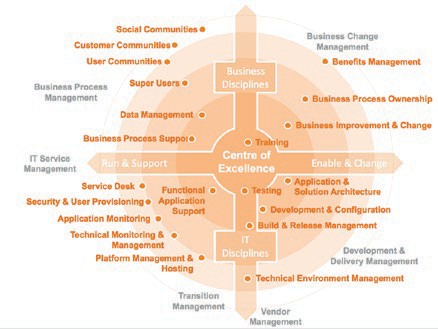 Social Communities
Customer Communities
User Communities
Super Users
Business Process
Management
Data Management
Business Process Support
IT Service
Management
Run & Support
Business
Disciplines
Business Change
Management
Benefits Management
Business Process Ownership
Business Improvement & Change
Training
Centre of
Excellence
Enable & Change
Service Desk
Security & User Provisioning
Application Monitoring
Technical Monitoring &
Management
Platform Management &
Hosting
Functional
Application
Support
Testing
Application &
Solution Architecture
Development & Configuration
Build & Release Management
IT
Disciplines
Development &
Delivery Management
Technical Environment Management
Transition
Management
Vendor
Management